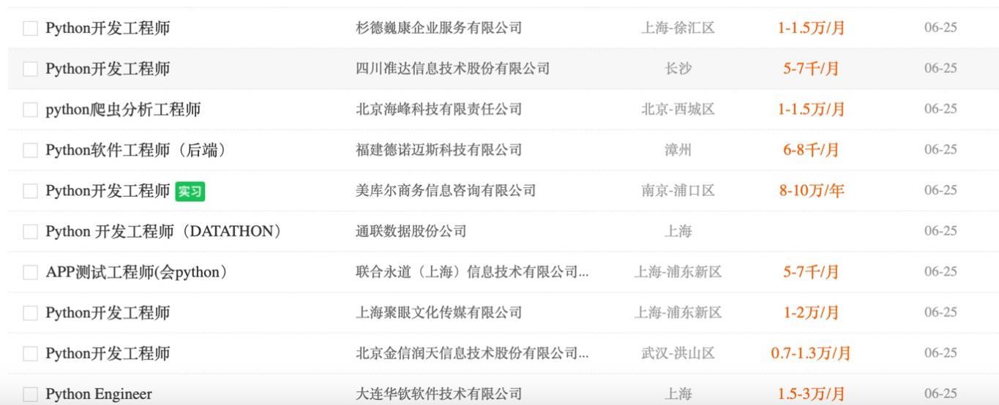 Python开发工程师 杉德巍康企业服务有限公司 上海-徐汇区 1-1.5万/月 06-25
Python开发工程师 四川准达信息技术股份有限公司 长沙 5-7千/月 06-25
python爬虫分析工程师 北京海峰科技有限责任公司 北京-西城区 1-1.5万/月 06-25
Python软件工程师（后端） 福建德诺迈斯科技有限公司 漳州 6-8千/月 06-25
Python开发工程师 实习 美库尔商务信息咨询有限公司 南京-浦口区 8-10万/年 06-25
Python 开发工程师（DATATHON） 通联数据股份公司 上海 06-25
APP测试工程师(会python） 联合永道（上海）信息技术有限公司... 上海-浦东新区 5-7千/月 06-25
Python开发工程师 上海聚眼文化传媒有限公司 上海-浦东新区 1-2万/月 06-25
Python开发工程师 北京金信润天信息技术股份有限公司... 武汉-洪山区 0.7-1.3万/月 06-25
Python Engineer 大连华钦软件技术有限公司 上海 1.5-3万/月 06-25